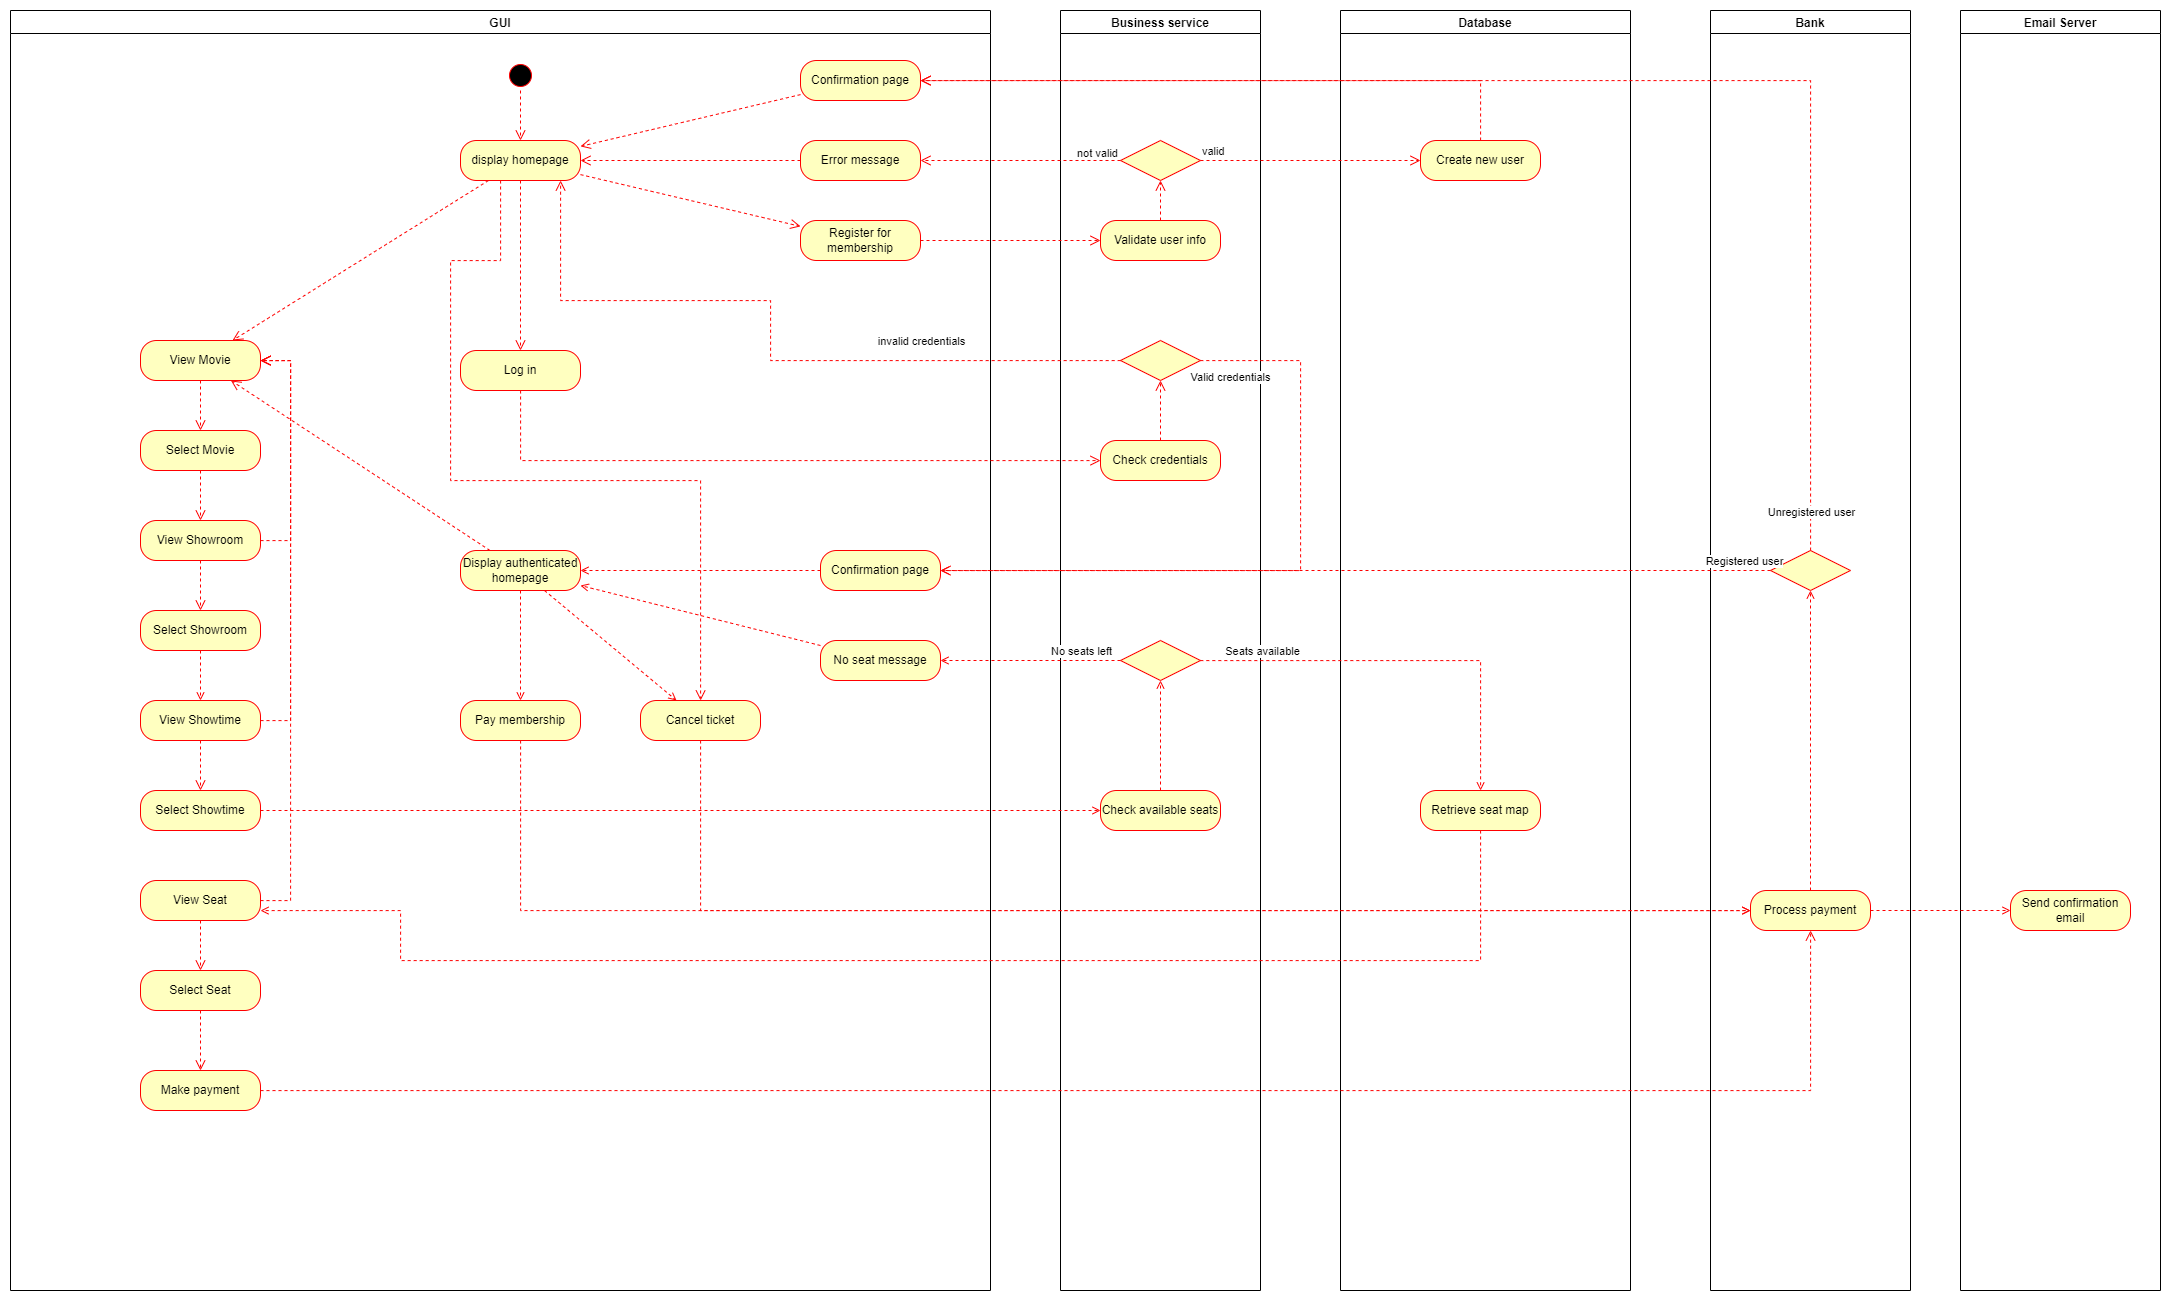 GUI
Business service
Database
Bank
Email Server
Confirmation page
display homepage
Error message
not valid
valid
Create new user
Register for
membership
Validate user info
invalid credentials
View Movie
Log in
Valid credentials
Select Movie
Check credentials
Unregistered user
View Showroom
Display authenticated
homepage
Confirmation page
Registered user
Select Showroom
No seat message
No seats left
Seats available
View Showtime
Pay membership
Cancel ticket
Select Showtime
Check available seats
Retrieve seat map
View Seat
Process payment
Send confirmation
email
Select Seat
Make payment